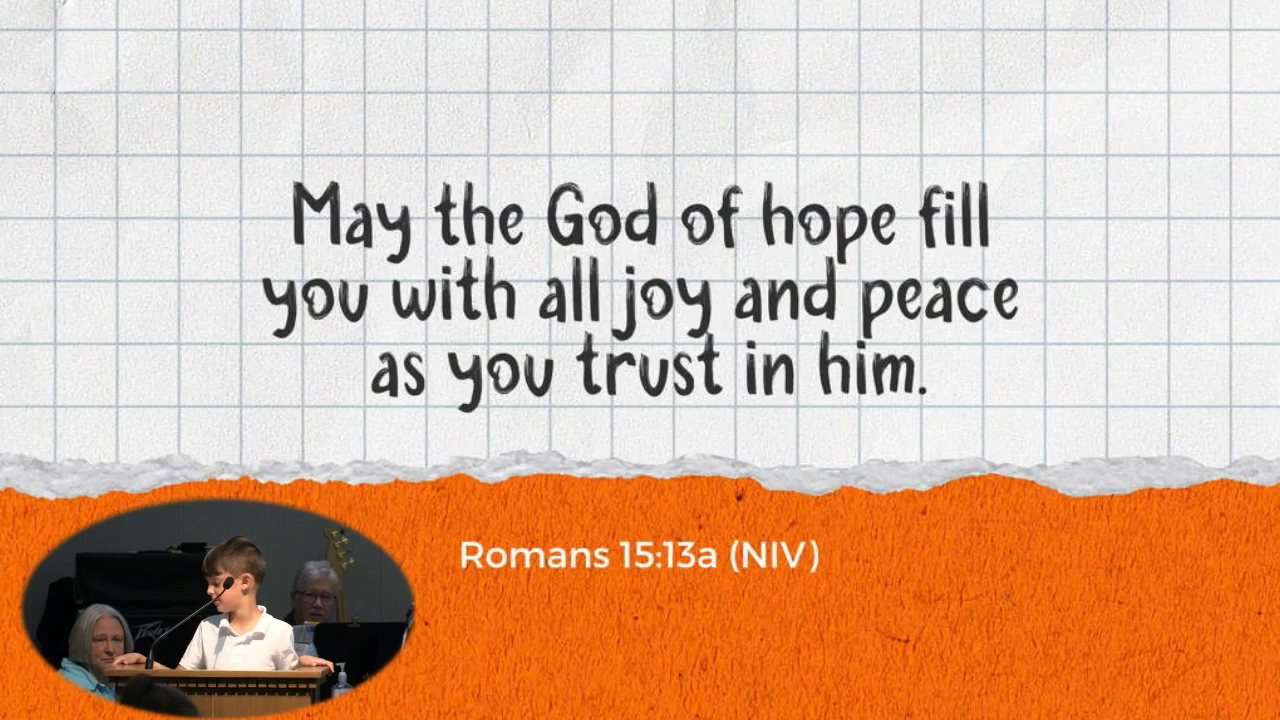 May the God of hope fill
you with all joy and peace
as you trust in him.
Romans 15:13a (NIV)